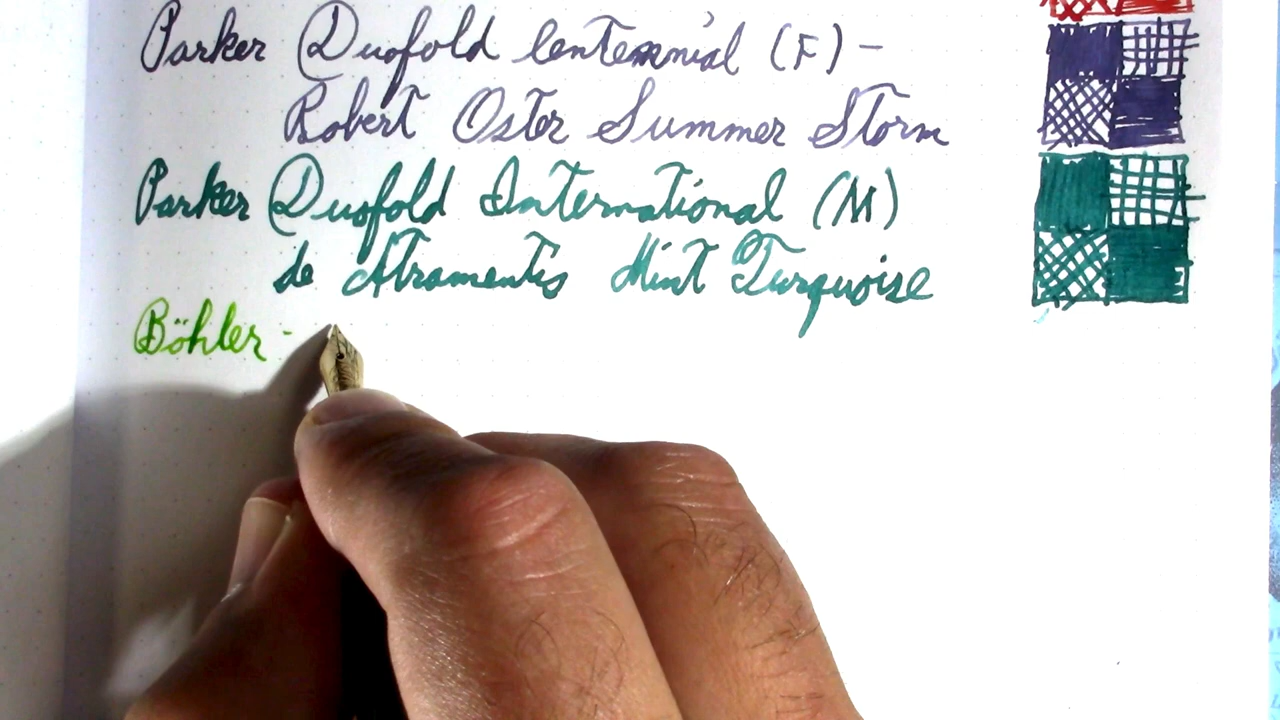 Parker Duofold Centennial (F) -
Robert Oster Summer Storm
Parker Duofold International (M)
de Atramentis Mint Turquoise
Böhler -